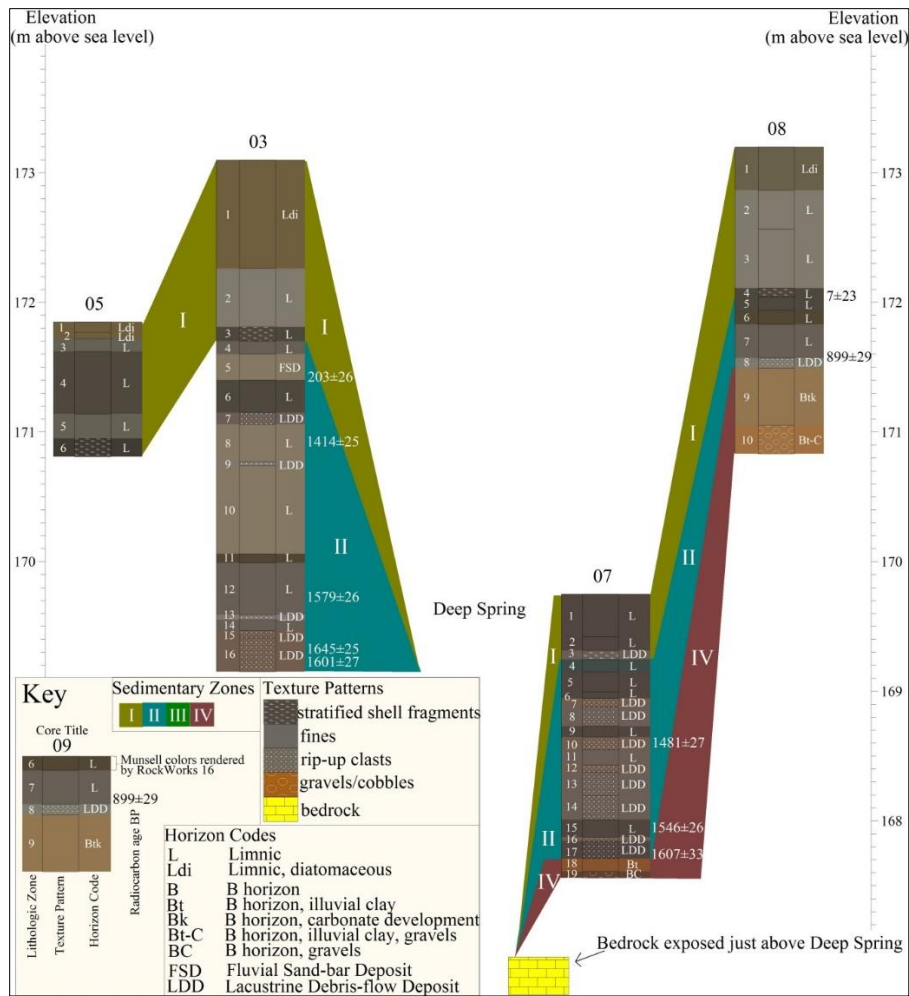 Elevation
(m above sea level)
Elevation
(m above sea level)
173
172
171
170
173
172
171
170
169
168
05
1 Ldi
2 Ldi
3 L
4 L
5 L
6 L
I
03
1 Ldi
2 L
3 L
4 L
5 FSD
203±26
6 L
7 LDD
8 L 1414±25
9 LDD
10 L
11 L
12 L 1579±26
13 LDD
14 L
15 LDD
16 LDD
1645±25
1601±27
I
II
Deep Spring
08
1 Ldi
2 L
3 L
4 L 7±23
5 L
6 L
7 L
899±29
8 LDD
9 Btk
10 Bt-C
I
II
IV
07
1 L
2 L
3 LDD
4 L
5 L
6 L
7 LDD
8 LDD
9 L
10 LDD 1481±27
11 L
12 LDD
13 LDD
14 LDD
15 L 1546±26
16 LDD
17 LDD 1607±33
18 Bt
19 BC
I
II
IV
Bedrock exposed just above Deep Spring
Key
Core Title
09
6 L
7 L
8 LDD
9 Btk
Munsell colors rendered
by RockWorks 16
899±29
Lithologic Zone
Texture Pattern
Horizon Code
Radiocarbon age BP
Sedimentary Zones
I II III IV
Texture Patterns
stratified shell fragments
fines
rip-up clasts
gravels/cobbles
bedrock
Horizon Codes
L Limnic
Ldi Limnic, diatomaceous
B B horizon
Bt B horizon, illuvial clay
Bk B horizon, carbonate development
Bt-C B horizon, illuvial clay, gravels
BC B horizon, gravels
FSD Fluvial Sand-bar Deposit
LDD Lacustrine Debris-flow Deposit